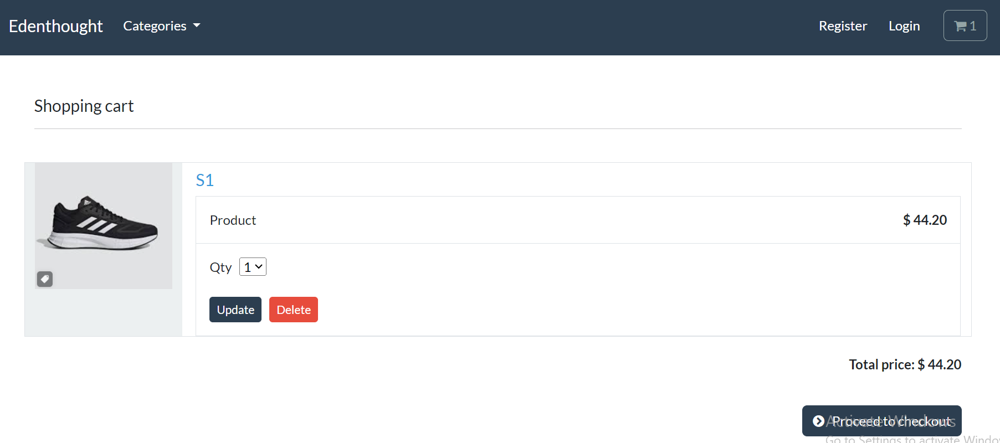 Edenthought Categories Register Login 1
Shopping cart
S1
Product $ 44.20
Qty 1
Update Delete
Total price: $ 44.20
Proceed to checkout
Activate Windows
Go to Settings to activate Windo